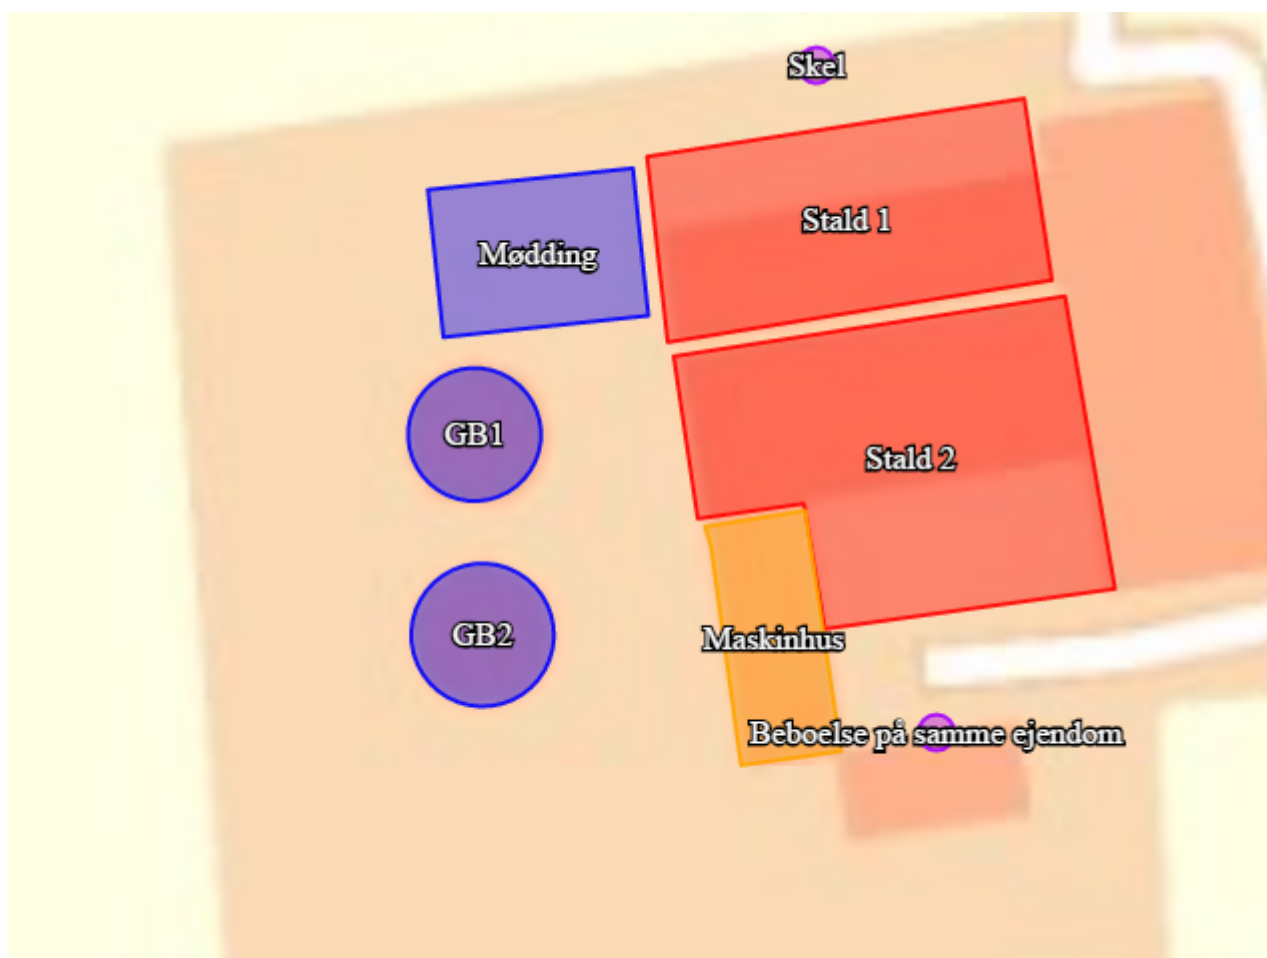 Skel
Stald 1
Mødding
GB1
Stald 2
GB2
Maskinhus
Beboelse på samme ejendom